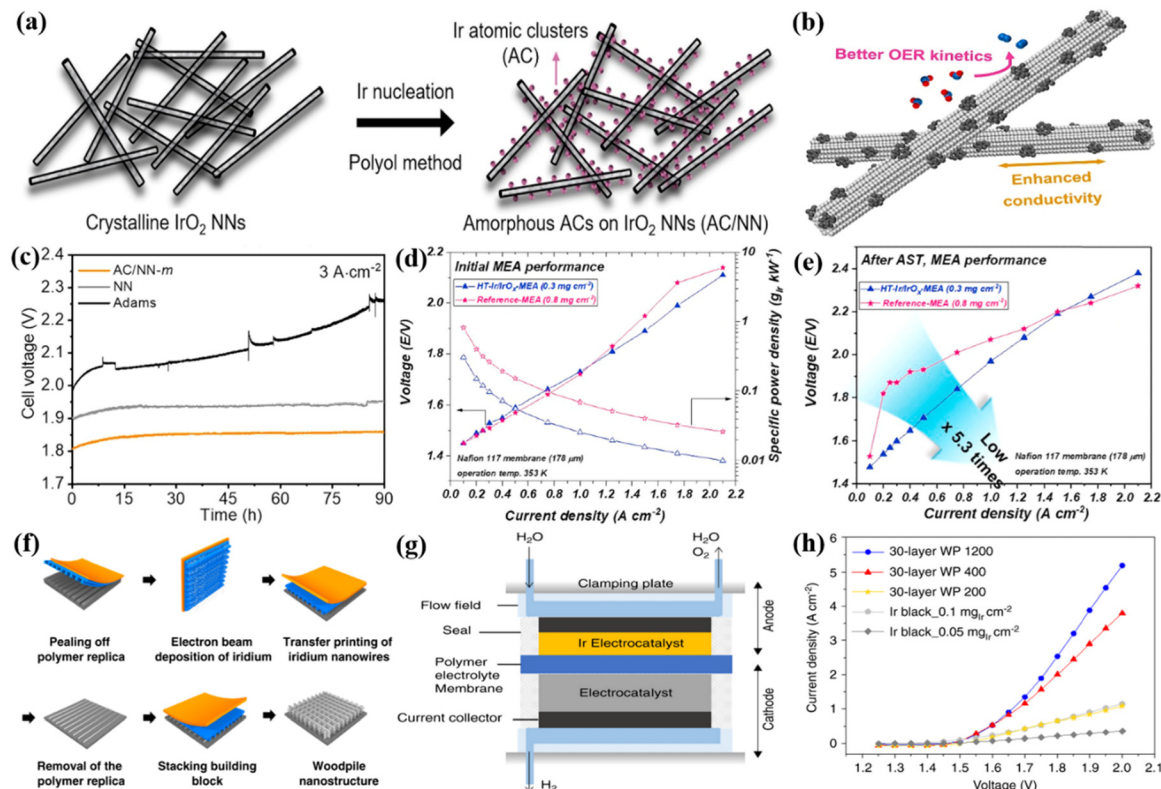 (a)
Ir atomic clusters
(AC)
Ir nucleation
Polyol method
Crystalline IrO₂ NNs
Amorphous ACs on IrO₂ NNs (AC/NN)
(b)
Better OER kinetics
Enhanced
conductivity
(c)
AC/NN-m
NN
Adams
3 A·cm⁻²
Cell voltage (V)
2.4
2.3
2.2
2.1
2.0
1.9
1.8
1.7
0 15 30 45 60 75 90
Time (h)
(d)
Initial MEA performance
HT-Ir/IrOₓ-MEA (0.3 mg cm⁻²)
Reference-MEA (0.8 mg cm⁻²)
Voltage (E/V)
2.2
2.1
2.0
1.9
1.8
1.7
1.6
1.5
1.4
Specific power density (g_Ir kW⁻¹)
10
1
0.1
0.01
Nafion 117 membrane (178 μm)
operation temp. 353 K
0.0 0.2 0.4 0.6 0.8 1.0 1.2 1.4 1.6 1.8 2.0 2.2
Current density (A cm⁻²)
(e)
After AST, MEA performance
HT-Ir/IrOₓ-MEA (0.3 mg cm⁻²)
Reference-MEA (0.8 mg cm⁻²)
Voltage (E/V)
2.4
2.2
2.0
1.8
1.6
1.4
Low
x 5.3 times
Nafion 117 membrane (178 μm)
operation temp. 353 K
0.0 0.2 0.4 0.6 0.8 1.0 1.2 1.4 1.6 1.8 2.0 2.2
Current density (A cm⁻²)
(f)
Pealing off
polymer replica
Electron beam
deposition of iridium
Transfer printing of
iridium nanowires
Removal of the
polymer replica
Stacking building
block
Woodpile
nanostructure
(g)
H₂O
H₂O
O₂
Clamping plate
Flow field
Seal
Ir Electrocatalyst
Polymer
electrolyte
Membrane
Electrocatalyst
Current collector
Anode
Cathode
H₂
(h)
30-layer WP 1200
30-layer WP 400
30-layer WP 200
Ir black_0.1 mg_Ir cm⁻²
Ir black_0.05 mg_Ir cm⁻²
Current density (A cm⁻²)
6
5
4
3
2
1
0
1.1 1.2 1.3 1.4 1.5 1.6 1.7 1.8 1.9 2.0 2.1
Voltage (V)